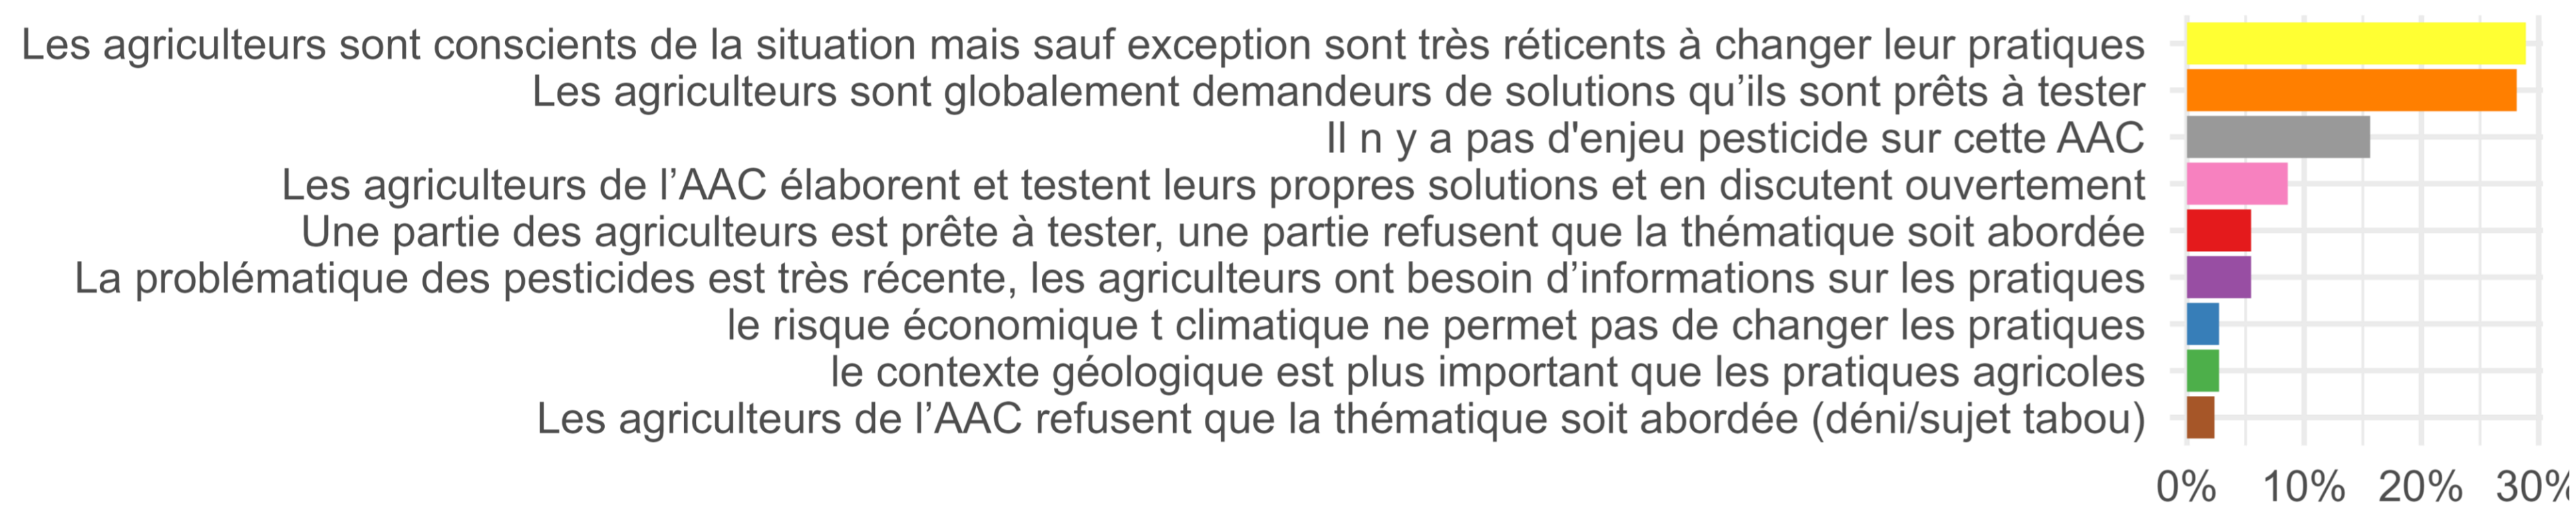 Les agriculteurs sont conscients de la situation mais sauf exception sont très réticents à changer leur pratiques
Les agriculteurs sont globalement demandeurs de solutions qu’ils sont prêts à tester
Il n y a pas d'enjeu pesticide sur cette AAC
Les agriculteurs de l’AAC élaborent et testent leurs propres solutions et en discutent ouvertement
Une partie des agriculteurs est prête à tester, une partie refusent que la thématique soit abordée
La problématique des pesticides est très récente, les agriculteurs ont besoin d’informations sur les pratiques
le risque économique t climatique ne permet pas de changer les pratiques
le contexte géologique est plus important que les pratiques agricoles
Les agriculteurs de l’AAC refusent que la thématique soit abordée (déni/sujet tabou)
0% 10% 20% 30%